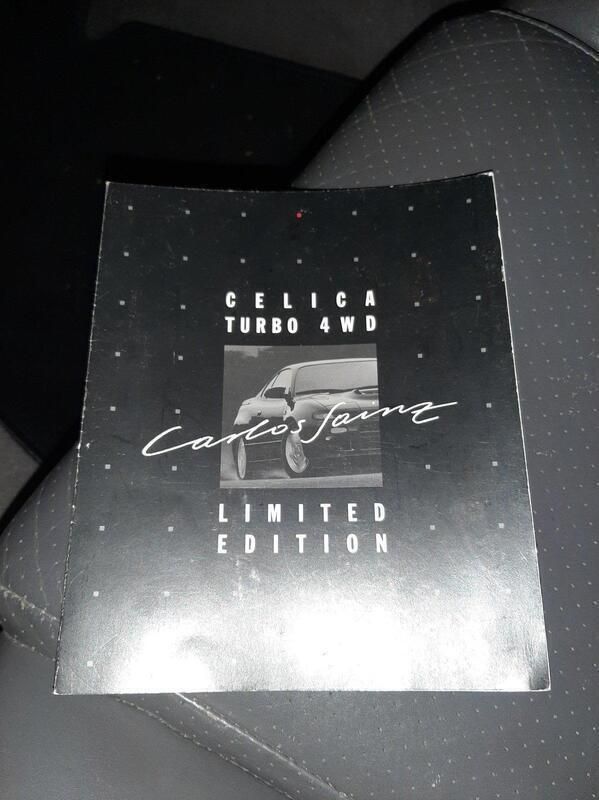 CELICA
TURBO 4WD
Carlos Sainz
LIMITED
EDITION